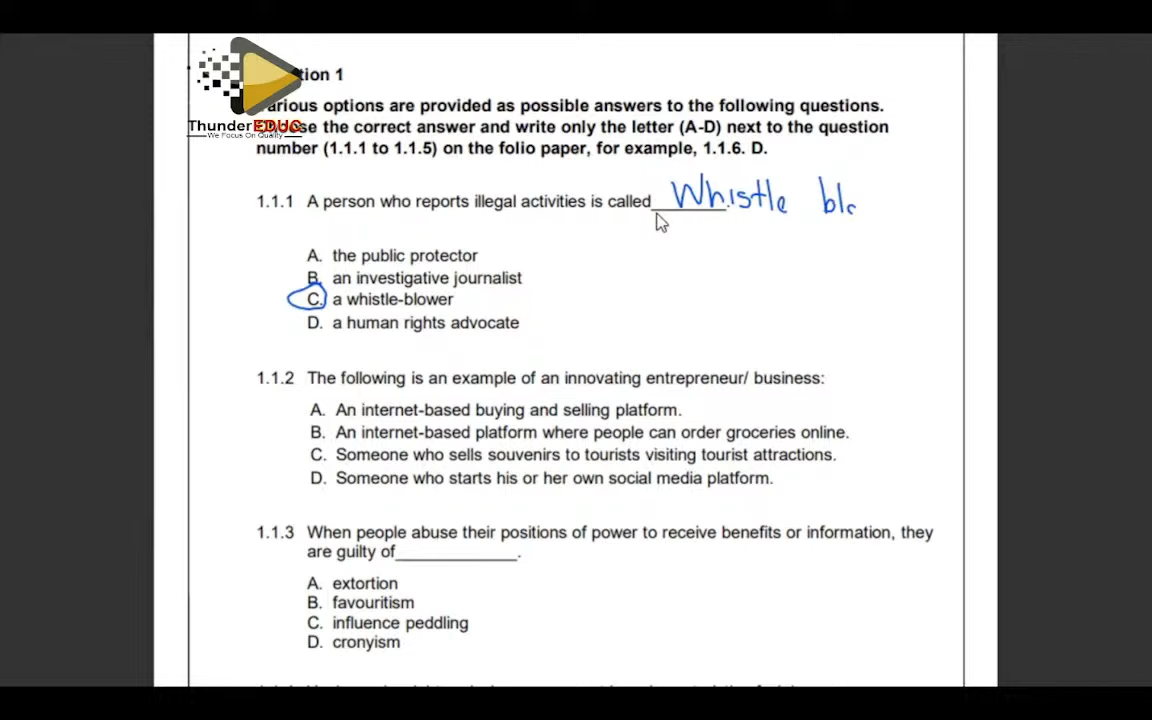 tion 1
arious options are provided as possible answers to the following questions.
Thunder EDUC se the correct answer and write only the letter (A-D) next to the question
We Focus On Quality
number (1.1.1 to 1.1.5) on the folio paper, for example, 1.1.6. D.
1.1.1 A person who reports illegal activities is called________. Whistle blo
A. the public protector
B. an investigative journalist
C. a whistle-blower
D. a human rights advocate
1.1.2 The following is an example of an innovating entrepreneur/ business:
A. An internet-based buying and selling platform.
B. An internet-based platform where people can order groceries online.
C. Someone who sells souvenirs to tourists visiting tourist attractions.
D. Someone who starts his or her own social media platform.
1.1.3 When people abuse their positions of power to receive benefits or information, they
are guilty of_____________.
A. extortion
B. favouritism
C. influence peddling
D. cronyism